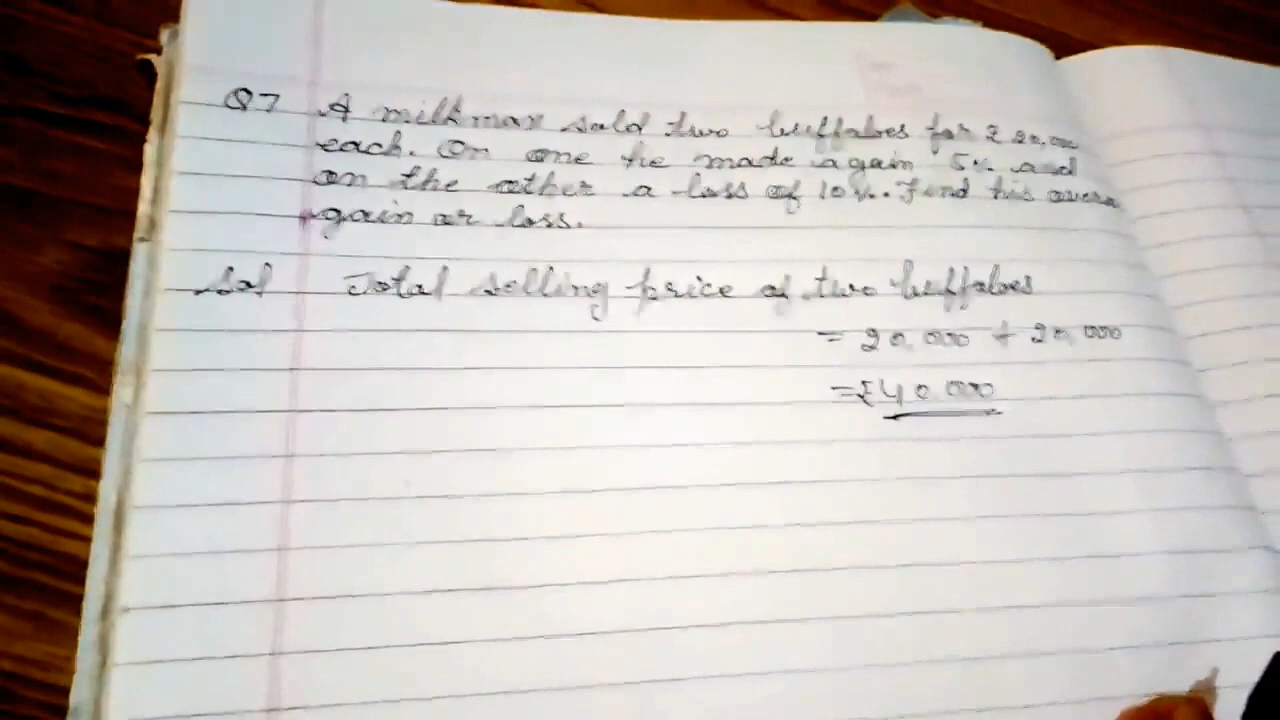 Q7 A milkman sold two buffaloes for ₹ 20,000
each. On one he made a gain 5% and
on the other a loss of 10%. Find his overa
gain or loss.
Sol Total selling price of two buffaloes
= 20,000 + 20,000
= ₹ 40,000